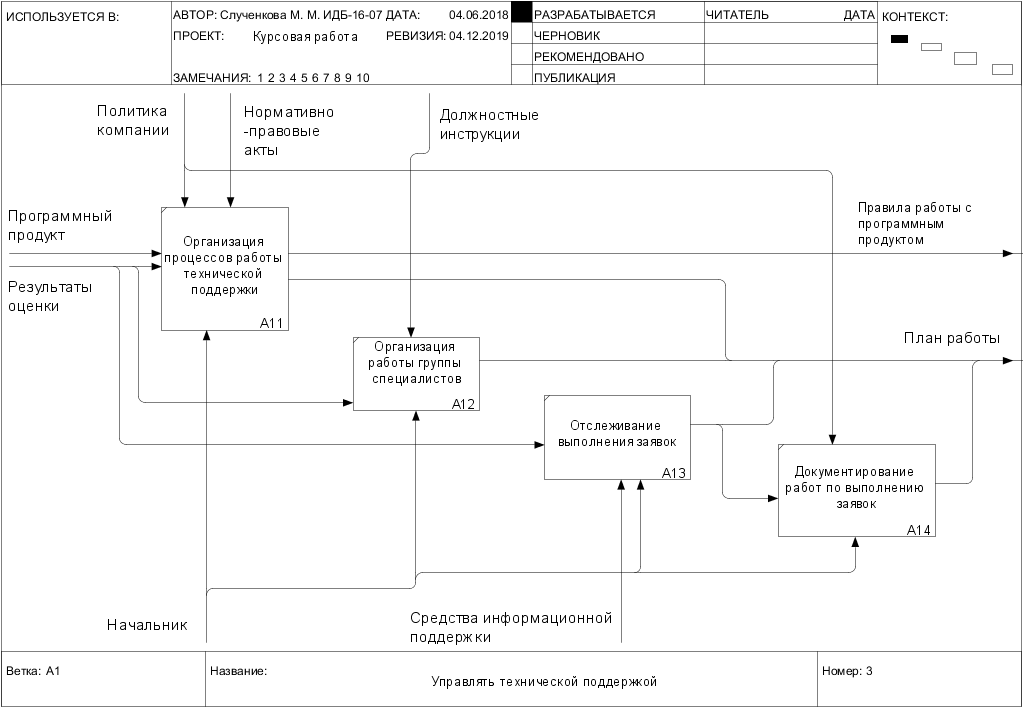 ИСПОЛЬЗУЕТСЯ В:
АВТОР: Слученкова М. М. ИДБ-16-07 ДАТА: 04.06.2018
ПРОЕКТ: Курсовая работа РЕВИЗИЯ: 04.12.2019
ЗАМЕЧАНИЯ: 1 2 3 4 5 6 7 8 9 10
РАЗРАБАТЫВАЕТСЯ
ЧЕРНОВИК
РЕКОМЕНДОВАНО
ПУБЛИКАЦИЯ
ЧИТАТЕЛЬ ДАТА
КОНТЕКСТ:
Политика
компании
Нормативно
-правовые
акты
Должностные
инструкции
Программный
продукт
Результаты
оценки
Организация
процессов работы
технической
поддержки
A11
Правила работы с
программным
продуктом
План работы
Организация
работы группы
специалистов
A12
Отслеживание
выполнения заявок
A13
Документирование
работ по выполнению
заявок
A14
Начальник
Средства информационной
поддержки
Ветка: A1
Название:
Управлять технической поддержкой
Номер: 3